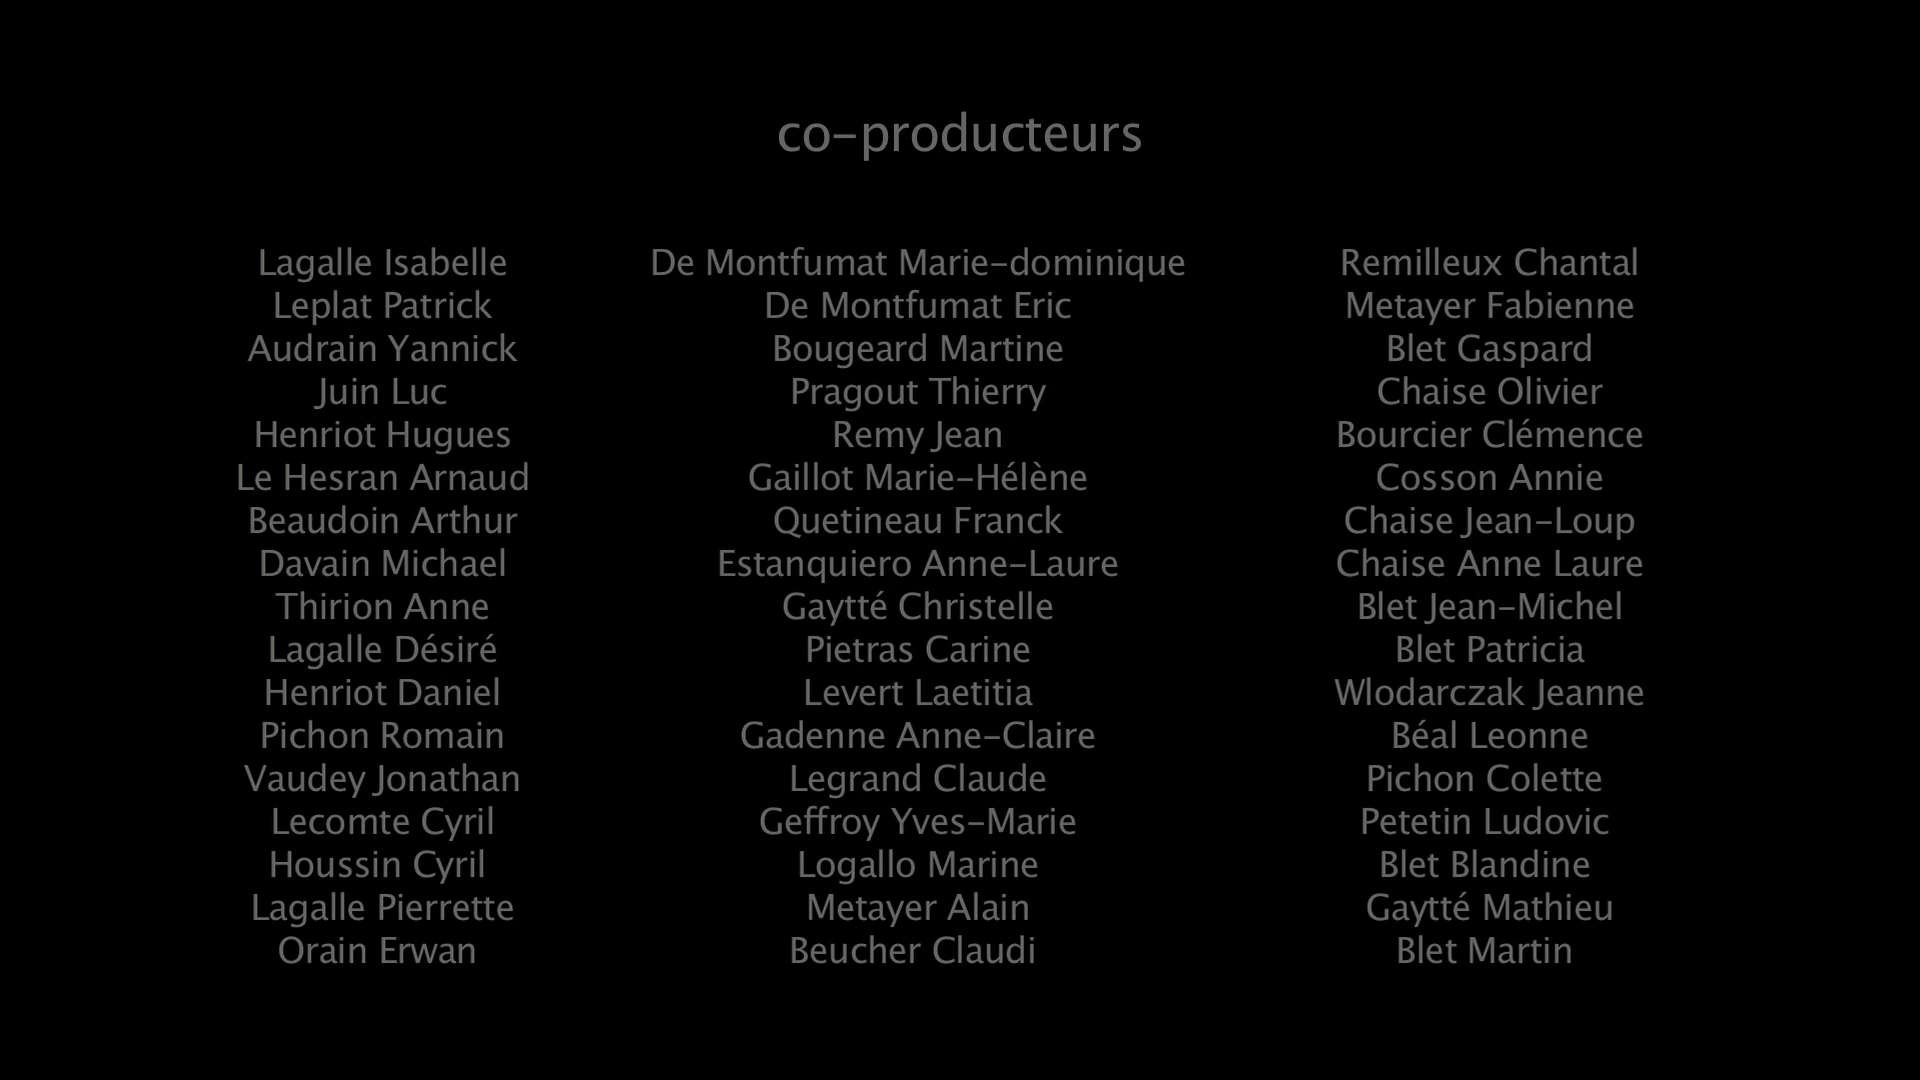 co-producteurs
Lagalle Isabelle
Leplat Patrick
Audrain Yannick
Juin Luc
Henriot Hugues
Le Hesran Arnaud
Beaudoin Arthur
Davain Michael
Thirion Anne
Lagalle Désiré
Henriot Daniel
Pichon Romain
Vaudey Jonathan
Lecomte Cyril
Houssin Cyril
Lagalle Pierrette
Orain Erwan
De Montfumat Marie-dominique
De Montfumat Eric
Bougeard Martine
Pragout Thierry
Remy Jean
Gaillot Marie-Hélène
Quetineau Franck
Estanquiero Anne-Laure
Gaytté Christelle
Pietras Carine
Levert Laetitia
Gadenne Anne-Claire
Legrand Claude
Geffroy Yves-Marie
Logallo Marine
Metayer Alain
Beucher Claudi
Remilleux Chantal
Metayer Fabienne
Blet Gaspard
Chaise Olivier
Bourcier Clémence
Cosson Annie
Chaise Jean-Loup
Chaise Anne Laure
Blet Jean-Michel
Blet Patricia
Wlodarczak Jeanne
Béal Leonne
Pichon Colette
Petetin Ludovic
Blet Blandine
Gaytté Mathieu
Blet Martin